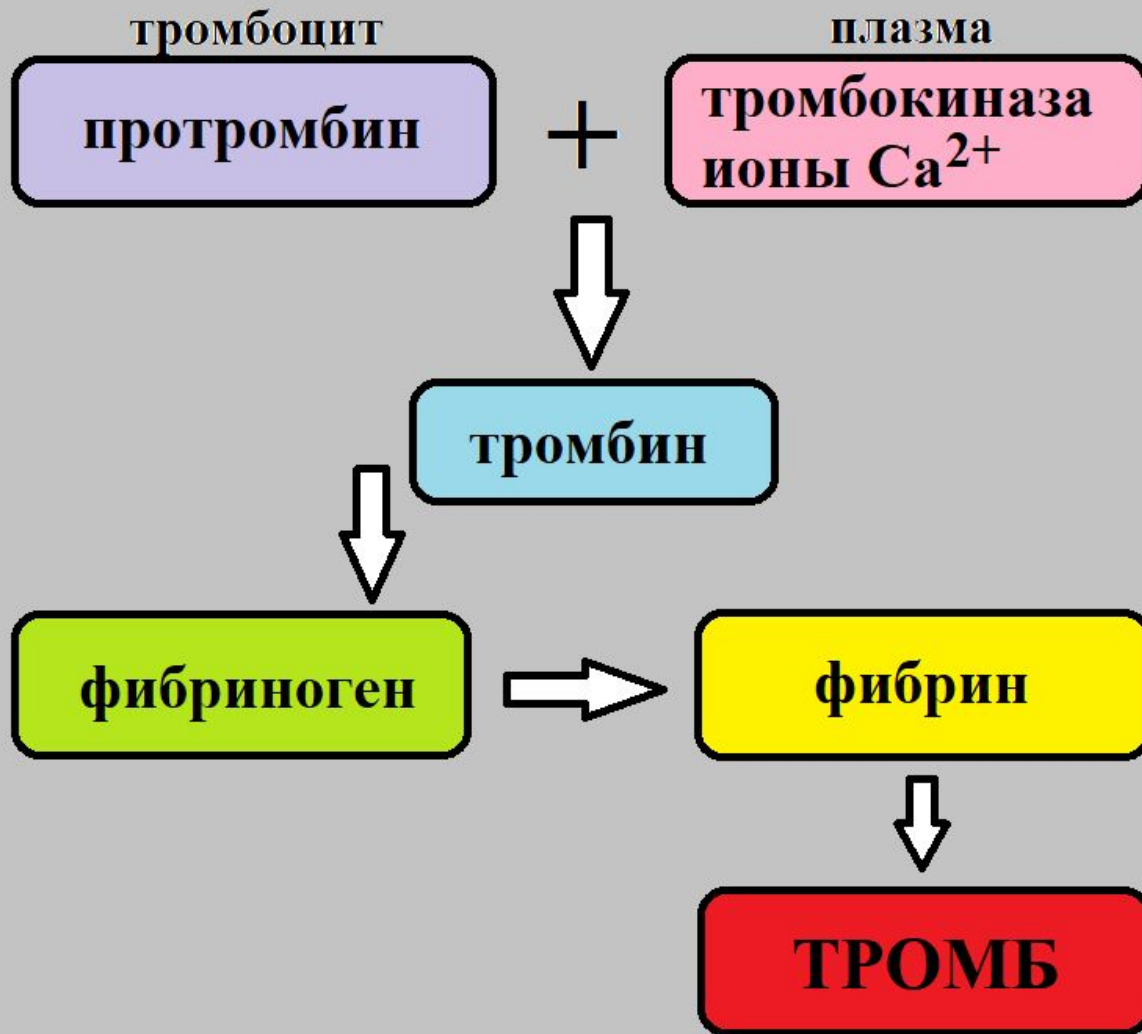 тромбоцит
плазма
протромбин
+
тромбокиназа
ионы Ca²⁺
тромбин
фибриноген
фибрин
ТРОМБ